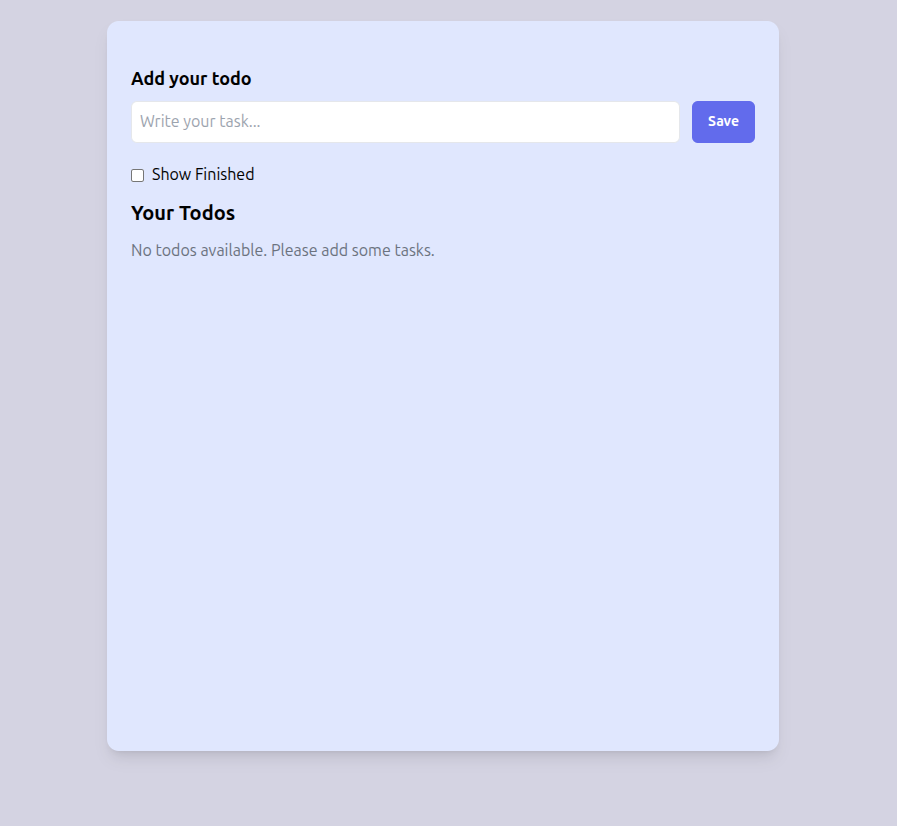 Add your todo
Write your task...
Save
Show Finished
Your Todos
No todos available. Please add some tasks.